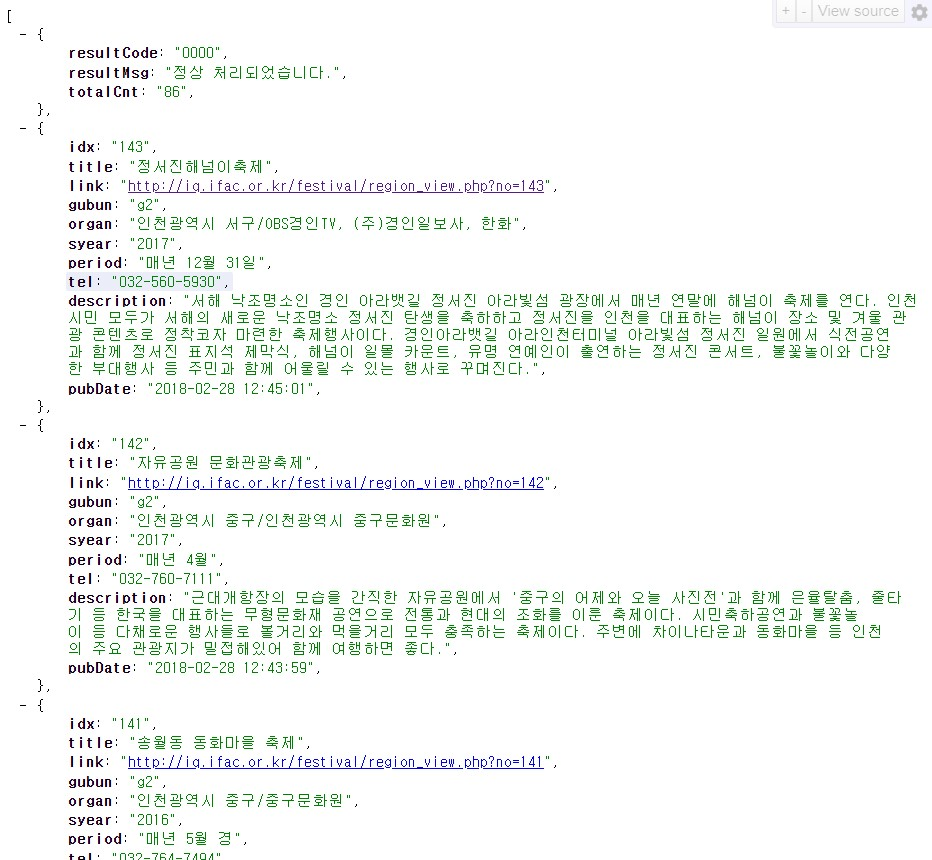 + - View source
[
- {
resultCode: "0000",
resultMsg: "정상 처리되었습니다.",
totalCnt: "86",
},
- {
idx: "143",
title: "정서진해넘이축제",
link: "http://iq.ifac.or.kr/festival/region_view.php?no=143",
gubun: "g2",
organ: "인천광역시 서구/OBS경인TV, (주)경인일보사, 한화",
syear: "2017",
period: "매년 12월 31일",
tel: "032-560-5930",
description: "서해 낙조명소인 경인 아라뱃길 정서진 아라빛섬 광장에서 매년 연말에 해넘이 축제를 연다. 인천
시민 모두가 서해의 새로운 낙조명소 정서진 탄생을 축하하고 정서진을 인천을 대표하는 해넘이 장소 및 겨울 관
광 콘텐츠로 정착코자 마련한 축제행사이다. 경인아라뱃길 아라인천터미널 아라빛섬 정서진 일원에서 식전공연
과 함께 정서진 표지석 제막식, 해넘이 일몰 카운트, 유명 연예인이 출연하는 정서진 콘서트, 불꽃놀이와 다양
한 부대행사 등 주민과 함께 어울릴 수 있는 행사로 꾸며진다.",
pubDate: "2018-02-28 12:45:01",
},
- {
idx: "142",
title: "자유공원 문화관광축제",
link: "http://iq.ifac.or.kr/festival/region_view.php?no=142",
gubun: "g2",
organ: "인천광역시 중구/인천광역시 중구문화원",
syear: "2017",
period: "매년 4월",
tel: "032-760-7111",
description: "근대개항장의 모습을 간직한 자유공원에서 '중구의 어제와 오늘 사진전'과 함께 은율탈춤, 줄타
기 등 한국을 대표하는 무형문화재 공연으로 전통과 현대의 조화를 이룬 축제이다. 시민축하공연과 불꽃놀
이 등 다채로운 행사들로 볼거리와 먹을거리 모두 충족하는 축제이다. 주변에 차이나타운과 동화마을 등 인천
의 주요 관광지가 밀접해있어 함께 여행하면 좋다.",
pubDate: "2018-02-28 12:43:59",
},
- {
idx: "141",
title: "송월동 동화마을 축제",
link: "http://iq.ifac.or.kr/festival/region_view.php?no=141",
gubun: "g2",
organ: "인천광역시 중구/중구문화원",
syear: "2016",
period: "매년 5월 경",
tel: "032-764-7494",